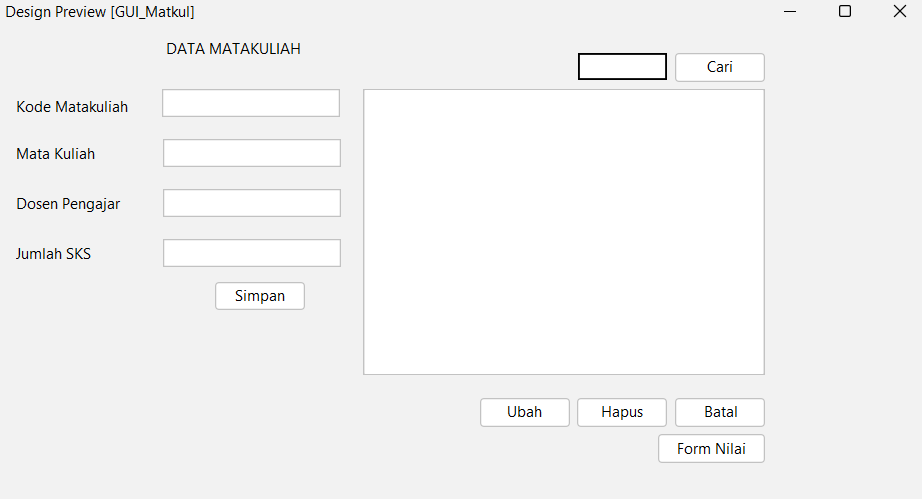 Design Preview [GUI_Matkul]
DATA MATAKULIAH
Cari
Kode Matakuliah
Mata Kuliah
Dosen Pengajar
Jumlah SKS
Simpan
Ubah
Hapus
Batal
Form Nilai